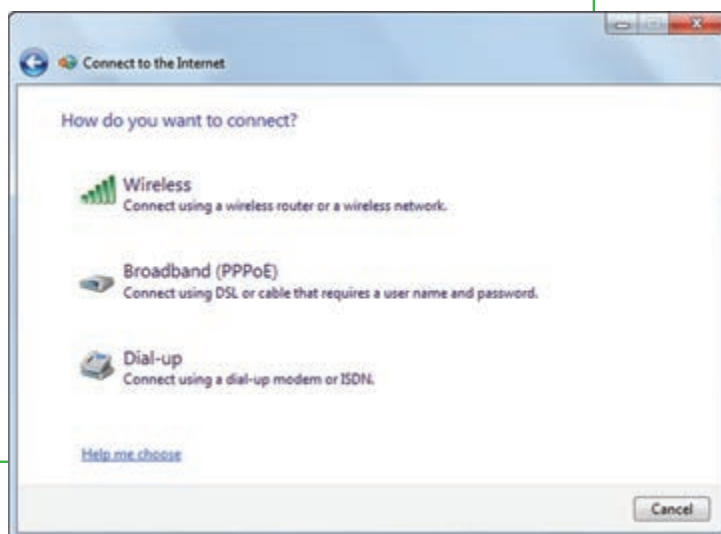 Connect to the Internet
How do you want to connect?
Wireless
Connect using a wireless router or a wireless network.
Broadband (PPPoE)
Connect using DSL or cable that requires a user name and password.
Dial-up
Connect using a dial-up modem or ISDN.
Help me choose
Cancel